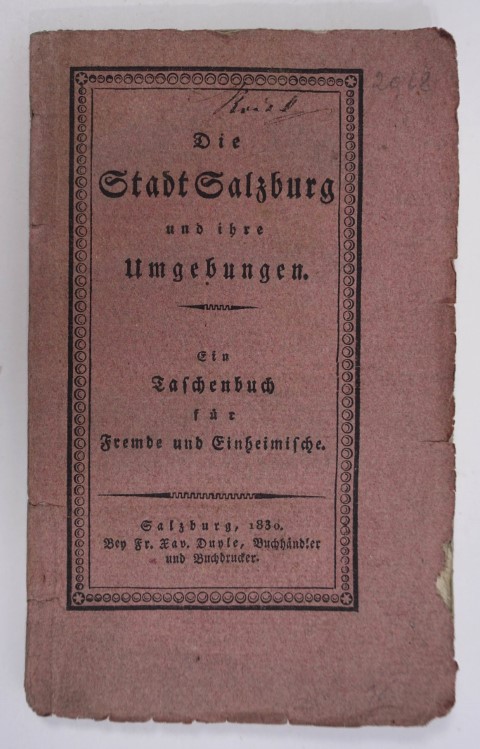 Die
Stadt Salzburg
und ihre
Umgebungen.
Ein
Taschenbuch
für
Fremde und Einheimische.
Salzburg, 1830.
Bey Fr. Xav. Duyle, Buchhändler
und Buchdrucker.